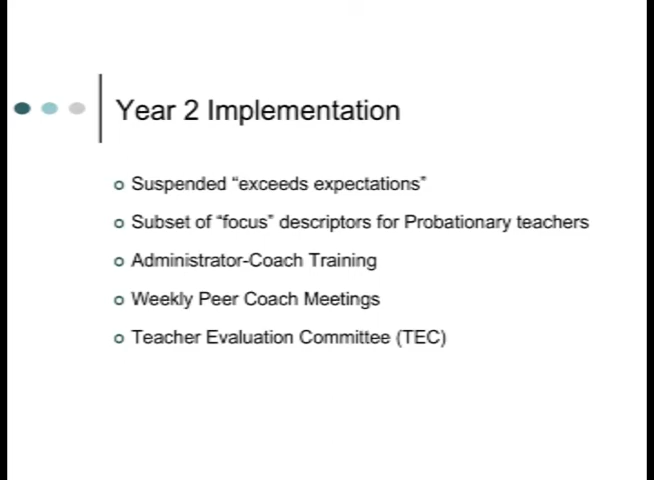 Year 2 Implementation
Suspended “exceeds expectations”
Subset of “focus” descriptors for Probationary teachers
Administrator-Coach Training
Weekly Peer Coach Meetings
Teacher Evaluation Committee (TEC)